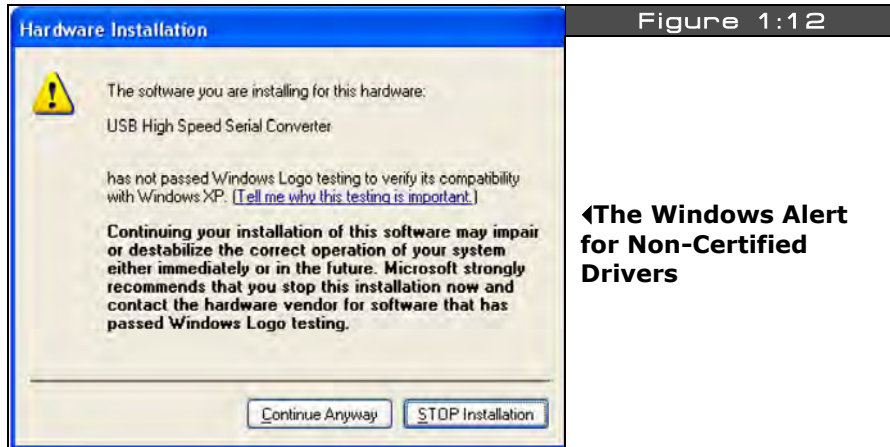 Hardware Installation
The software you are installing for this hardware:
USB High Speed Serial Converter
has not passed Windows Logo testing to verify its compatibility
with Windows XP. (Tell me why this testing is important.)
Continuing your installation of this software may impair
or destabilize the correct operation of your system
either immediately or in the future. Microsoft strongly
recommends that you stop this installation now and
contact the hardware vendor for software that has
passed Windows Logo testing.
Continue Anyway
STOP Installation
Figure 1:12
The Windows Alert
for Non-Certified
Drivers